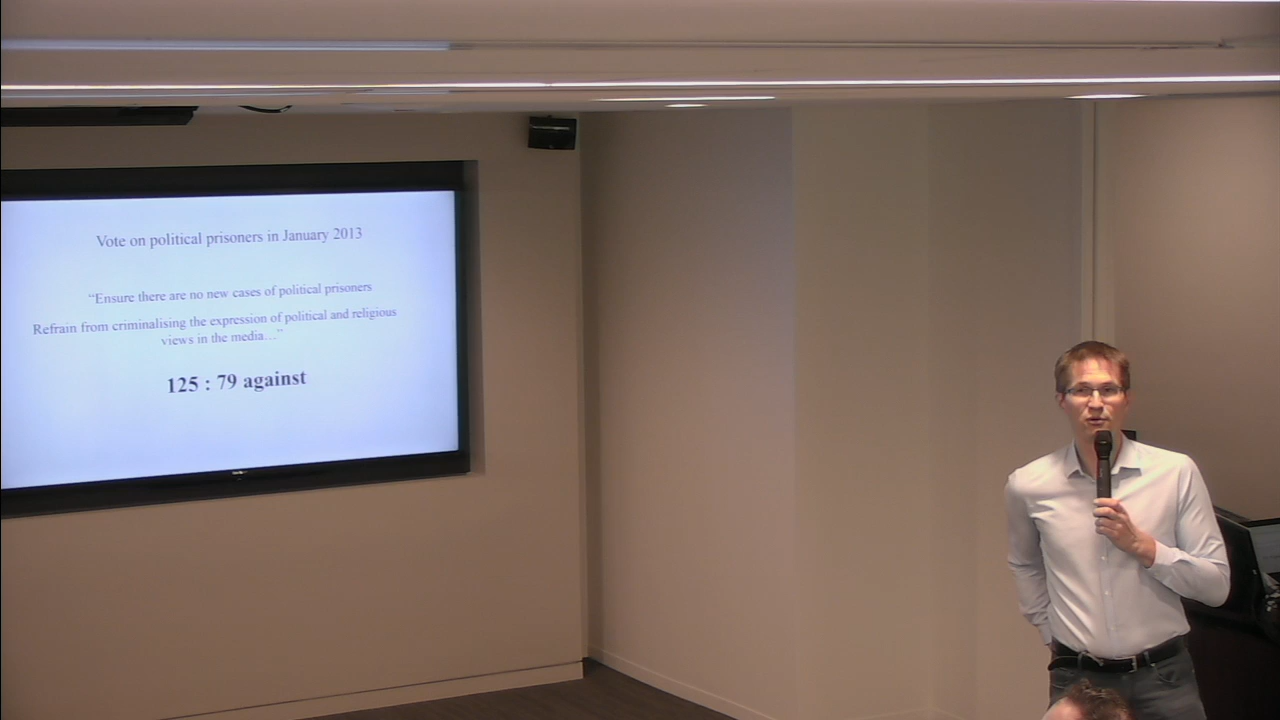 Vote on political prisoners in January 2013
“Ensure there are no new cases of political prisoners
Refrain from criminalising the expression of political and religious
views in the media…”
125 : 79 against